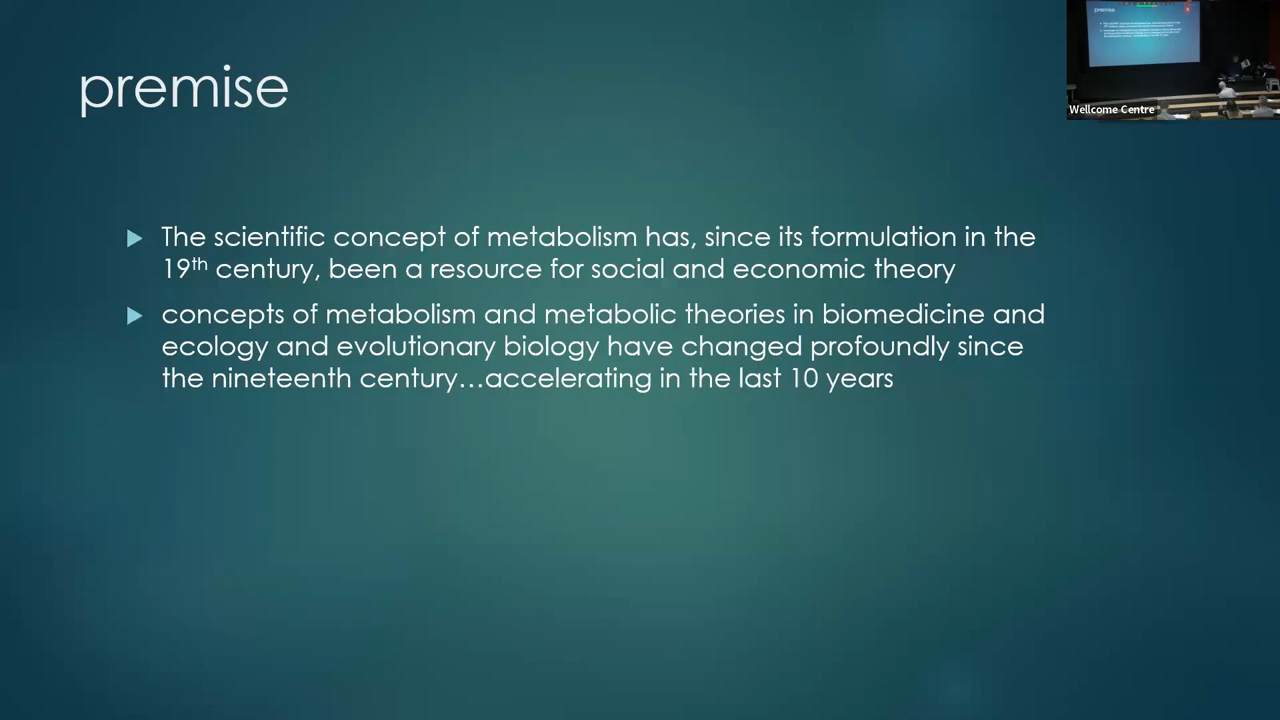 premise
Wellcome Centre
The scientific concept of metabolism has, since its formulation in the
19th century, been a resource for social and economic theory
concepts of metabolism and metabolic theories in biomedicine and
ecology and evolutionary biology have changed profoundly since
the nineteenth century…accelerating in the last 10 years